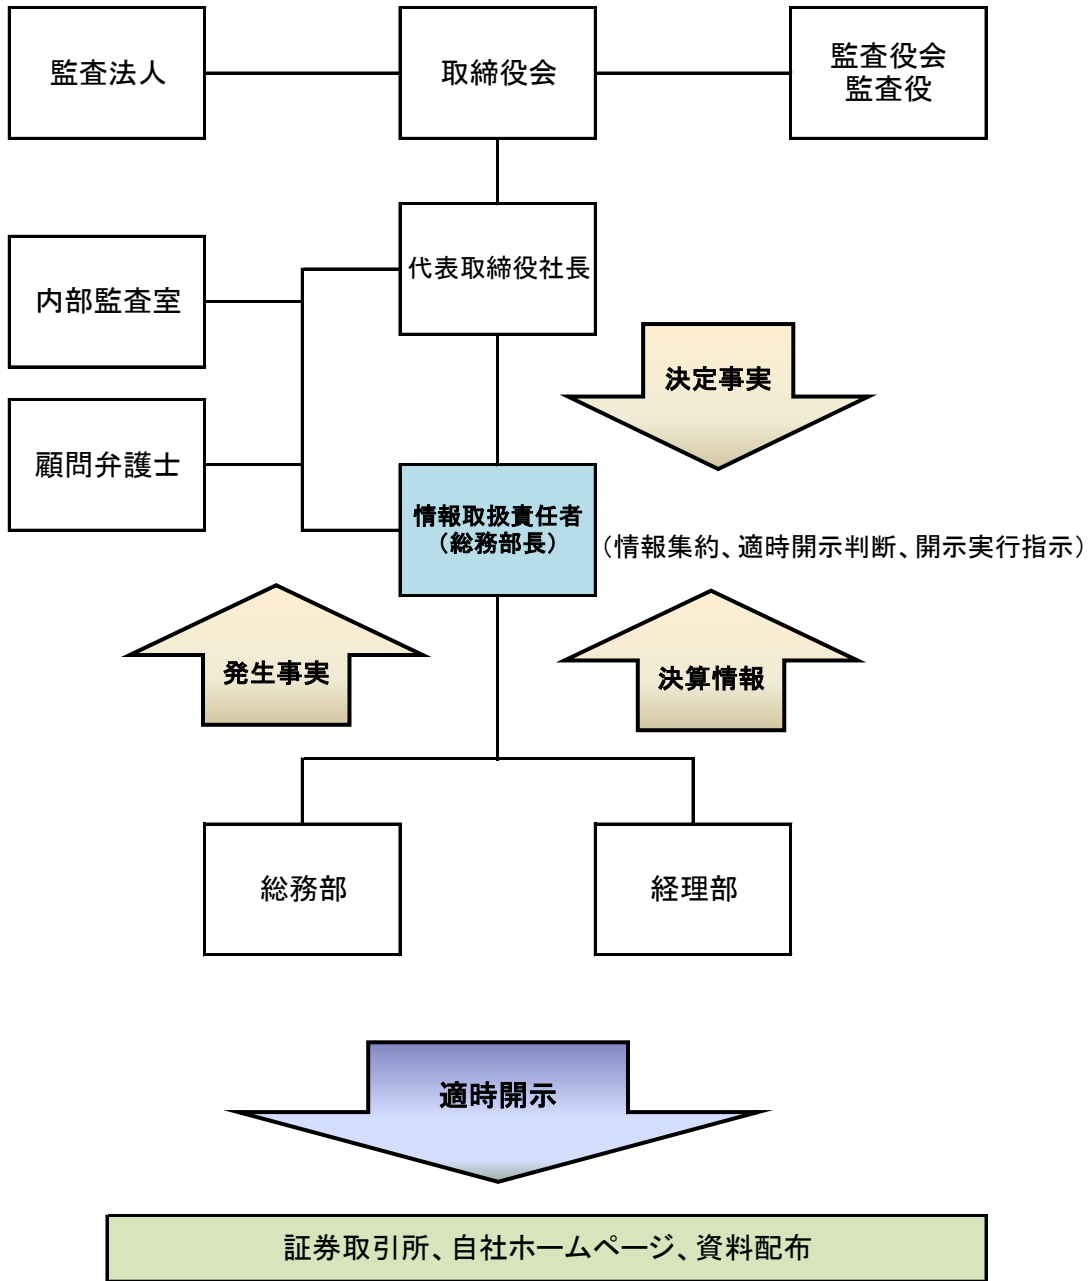 監査法人
取締役会
監査役会
監査役
代表取締役社長
内部監査室
決定事実
顧問弁護士
情報取扱責任者
（総務部長）
（情報集約、適時開示判断、開示実行指示）
発生事実
決算情報
総務部
経理部
適時開示
証券取引所、自社ホームページ、資料配布